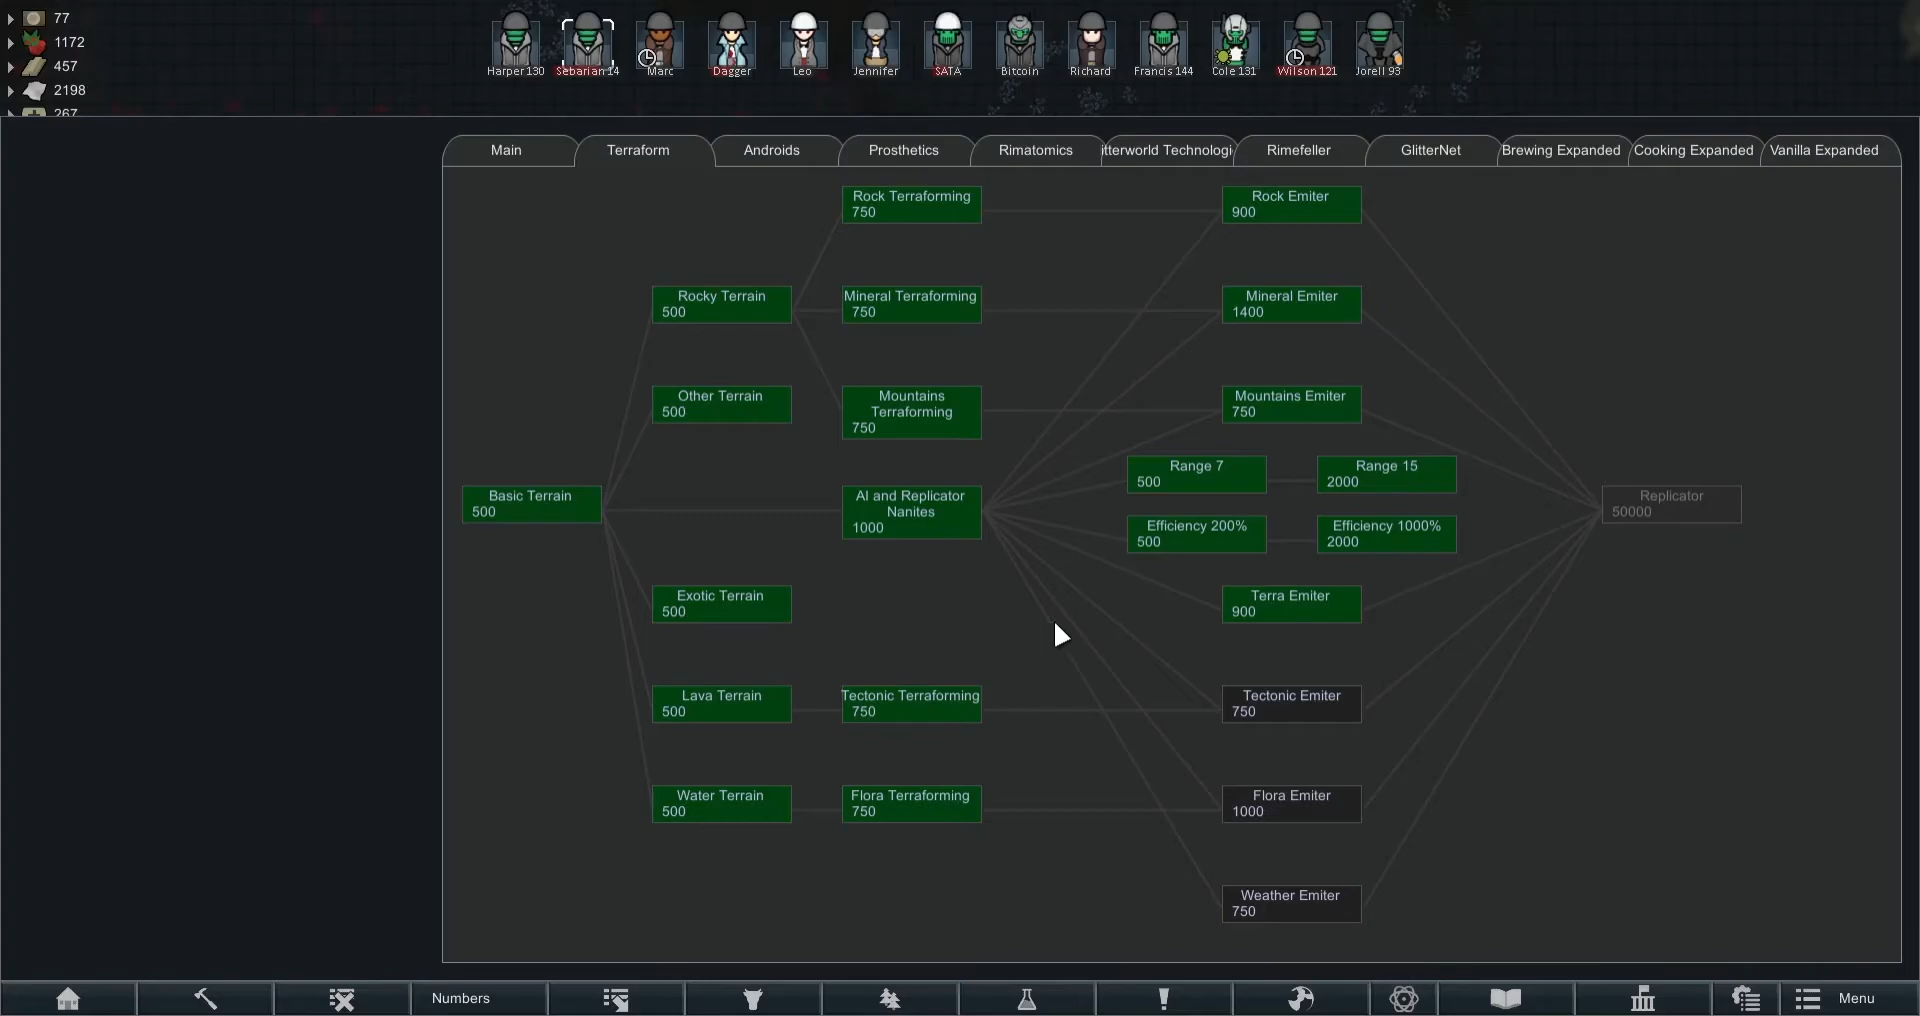 77
1172
457
2198
267
Harper 130
Sebarian 14
Marc
Dagger
Leo
Jennifer
SATA
Bitcoin
Richard
Francis 144
Cole 131
Wilson 121
Jorell 93
Main
Terraform
Androids
Prosthetics
Rimatomics
itterworld Technologi
Rimefeller
GlitterNet
Brewing Expanded
Cooking Expanded
Vanilla Expanded
Rock Terraforming
750
Rock Emiter
900
Rocky Terrain
500
Mineral Terraforming
750
Mineral Emiter
1400
Other Terrain
500
Mountains
Terraforming
750
Mountains Emiter
750
Range 7
500
Range 15
2000
Basic Terrain
500
AI and Replicator
Nanites
1000
Replicator
50000
Efficiency 200%
500
Efficiency 1000%
2000
Exotic Terrain
500
Terra Emiter
900
Lava Terrain
500
Tectonic Terraforming
750
Tectonic Emiter
750
Water Terrain
500
Flora Terraforming
750
Flora Emiter
1000
Weather Emiter
750
Numbers
Menu